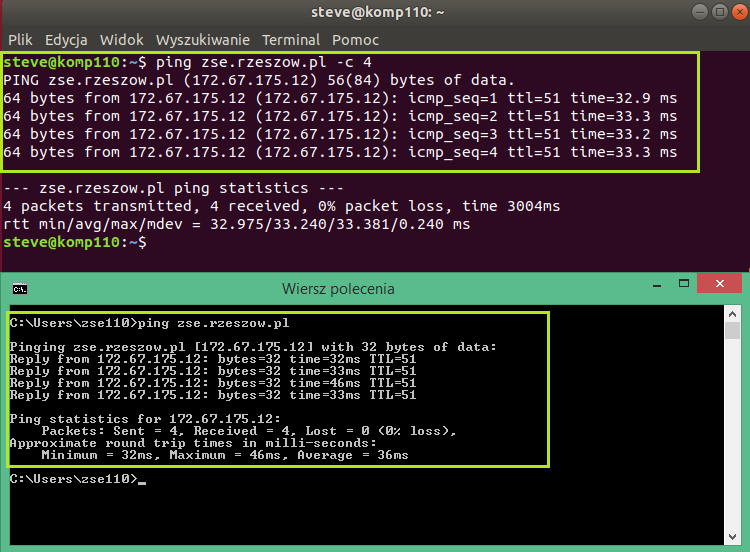 steve@komp110: ~
Plik Edycja Widok Wyszukiwanie Terminal Pomoc
steve@komp110:~$ ping zse.rzeszow.pl -c 4
PING zse.rzeszow.pl (172.67.175.12) 56(84) bytes of data.
64 bytes from 172.67.175.12 (172.67.175.12): icmp_seq=1 ttl=51 time=32.9 ms
64 bytes from 172.67.175.12 (172.67.175.12): icmp_seq=2 ttl=51 time=33.3 ms
64 bytes from 172.67.175.12 (172.67.175.12): icmp_seq=3 ttl=51 time=33.2 ms
64 bytes from 172.67.175.12 (172.67.175.12): icmp_seq=4 ttl=51 time=33.3 ms
--- zse.rzeszow.pl ping statistics ---
4 packets transmitted, 4 received, 0% packet loss, time 3004ms
rtt min/avg/max/mdev = 32.975/33.240/33.381/0.240 ms
steve@komp110:~$
C:\. Wiersz polecenia
C:\Users\zse110>ping zse.rzeszow.pl
Pinging zse.rzeszow.pl [172.67.175.12] with 32 bytes of data:
Reply from 172.67.175.12: bytes=32 time=32ms TTL=51
Reply from 172.67.175.12: bytes=32 time=33ms TTL=51
Reply from 172.67.175.12: bytes=32 time=46ms TTL=51
Reply from 172.67.175.12: bytes=32 time=33ms TTL=51
Ping statistics for 172.67.175.12:
Packets: Sent = 4, Received = 4, Lost = 0 (0% loss),
Approximate round trip times in milli-seconds:
Minimum = 32ms, Maximum = 46ms, Average = 36ms
C:\Users\zse110>_